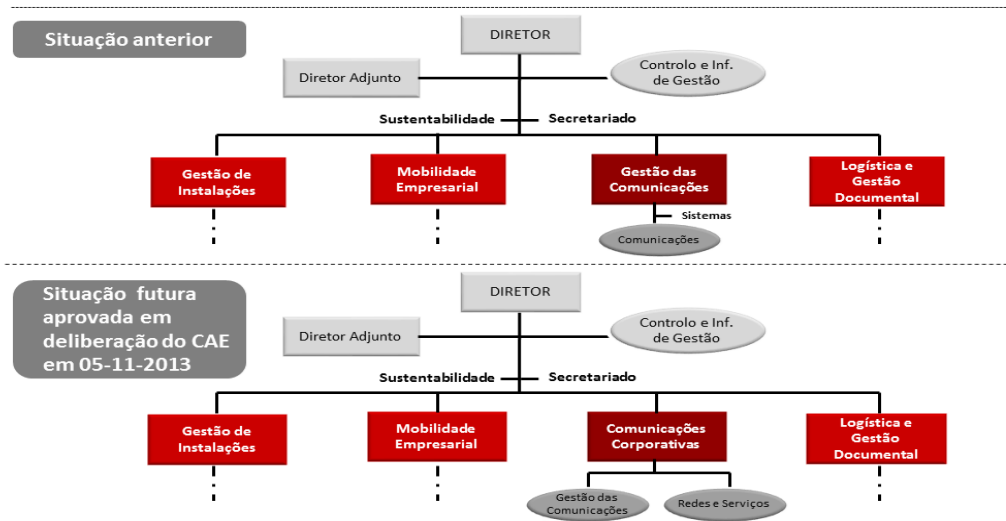 Situação anterior
DIRETOR
Diretor Adjunto
Controlo e Inf.
de Gestão
Sustentabilidade
Secretariado
Gestão de
Instalações
Mobilidade
Empresarial
Gestão das
Comunicações
Logística e
Gestão
Documental
Sistemas
Comunicações
Situação futura
aprovada em
deliberação do CAE
em 05-11-2013
DIRETOR
Diretor Adjunto
Controlo e Inf.
de Gestão
Sustentabilidade
Secretariado
Gestão de
Instalações
Mobilidade
Empresarial
Comunicações
Corporativas
Logística e
Gestão
Documental
Gestão das
Comunicações
Redes e Serviços